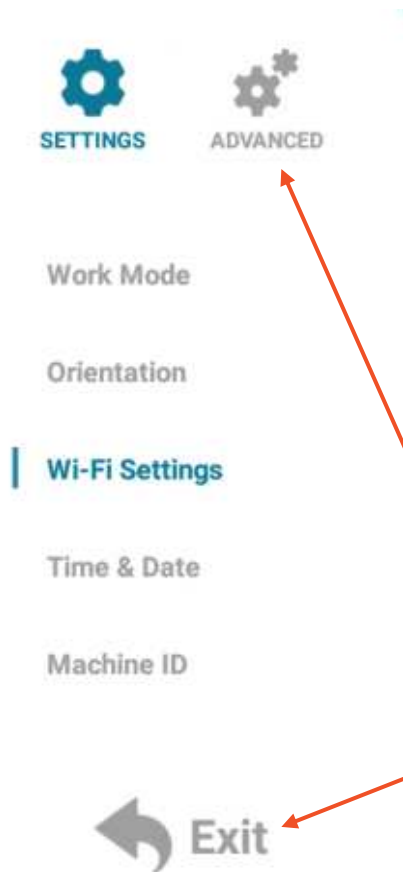 SETTINGS ADVANCED
Work Mode
Orientation
Wi-Fi Settings
Time & Date
Machine ID
Exit